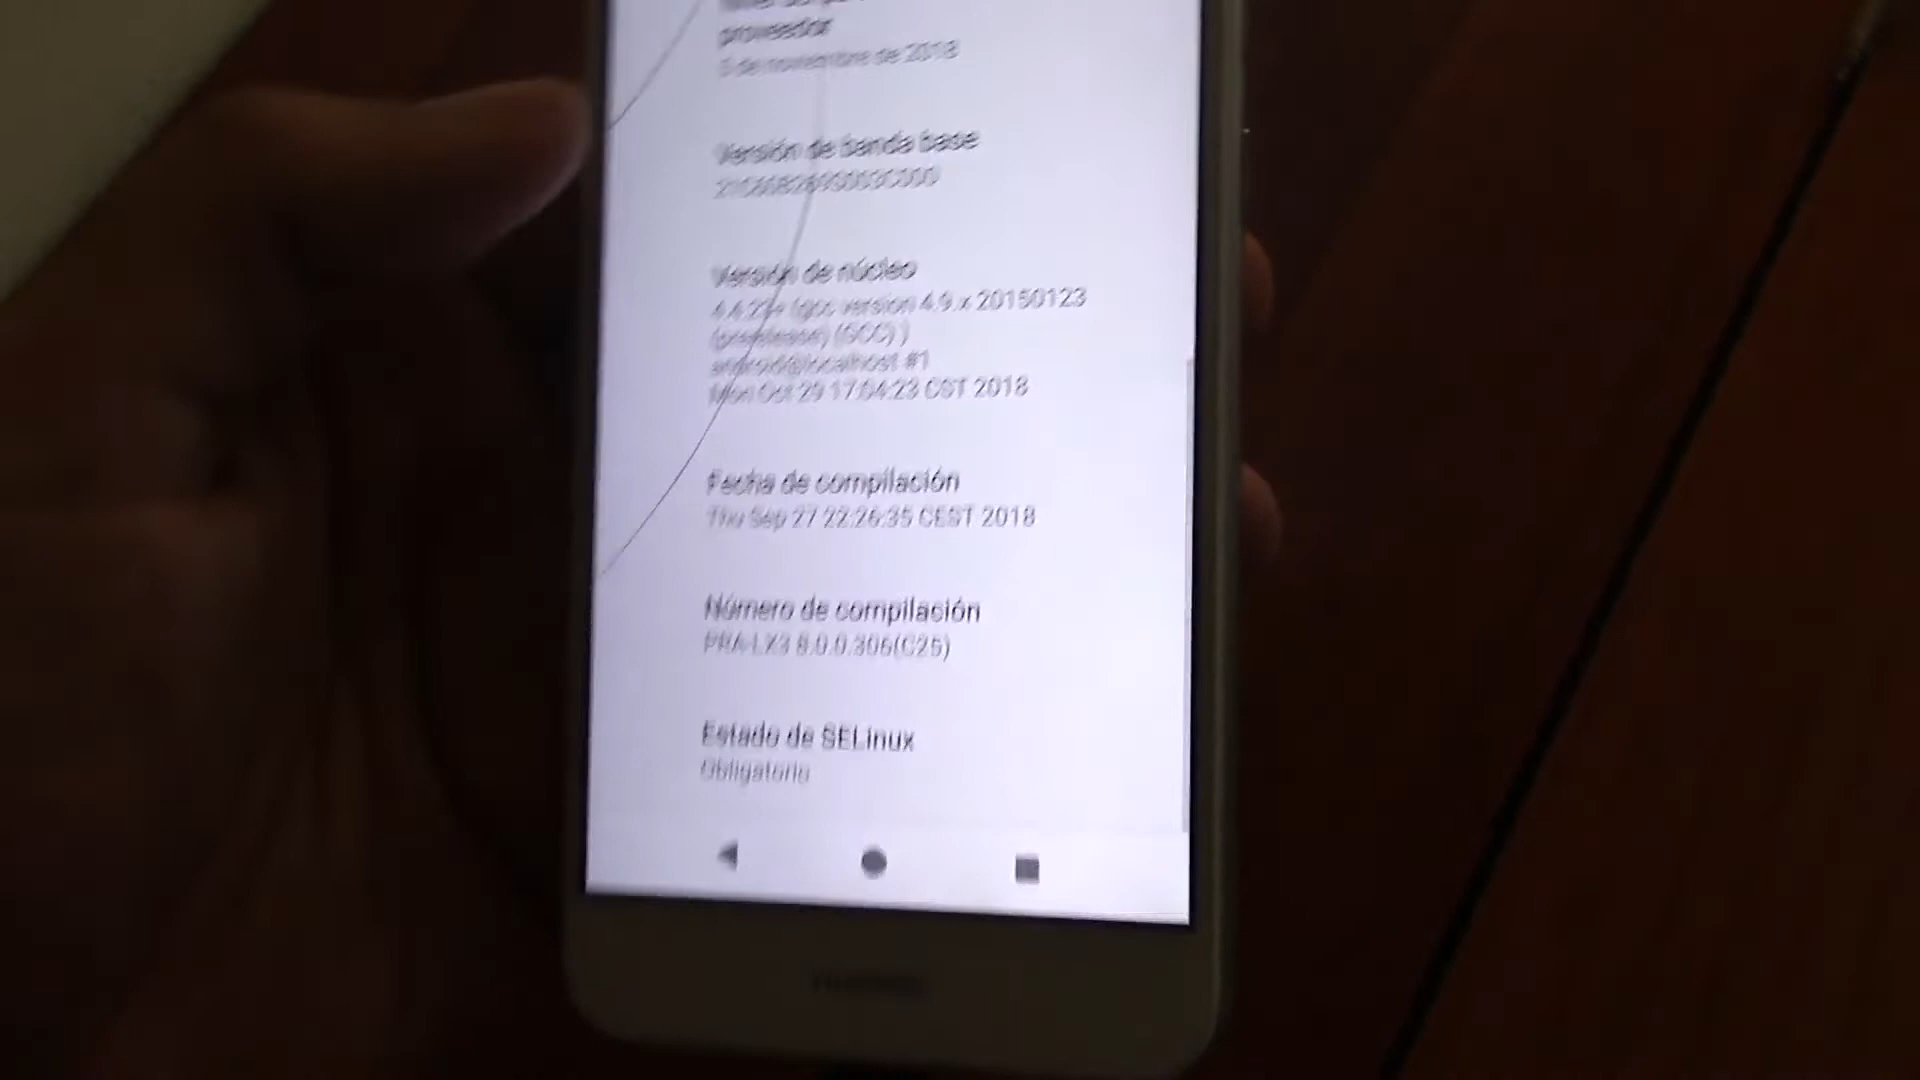 proveedor
5 de noviembre de 2018
Versión de banda base
Versión de núcleo
4.4.23+ (gcc version 4.9.x 20150123
(prerelease) (GCC) )
android@localhost #1
Mon Oct 29 17:04:23 CST 2018
Fecha de compilación
Thu Sep 27 22:26:35 CEST 2018
Número de compilación
PRA-LX3 8.0.0.306(C25)
Estado de SELinux
Obligatorio